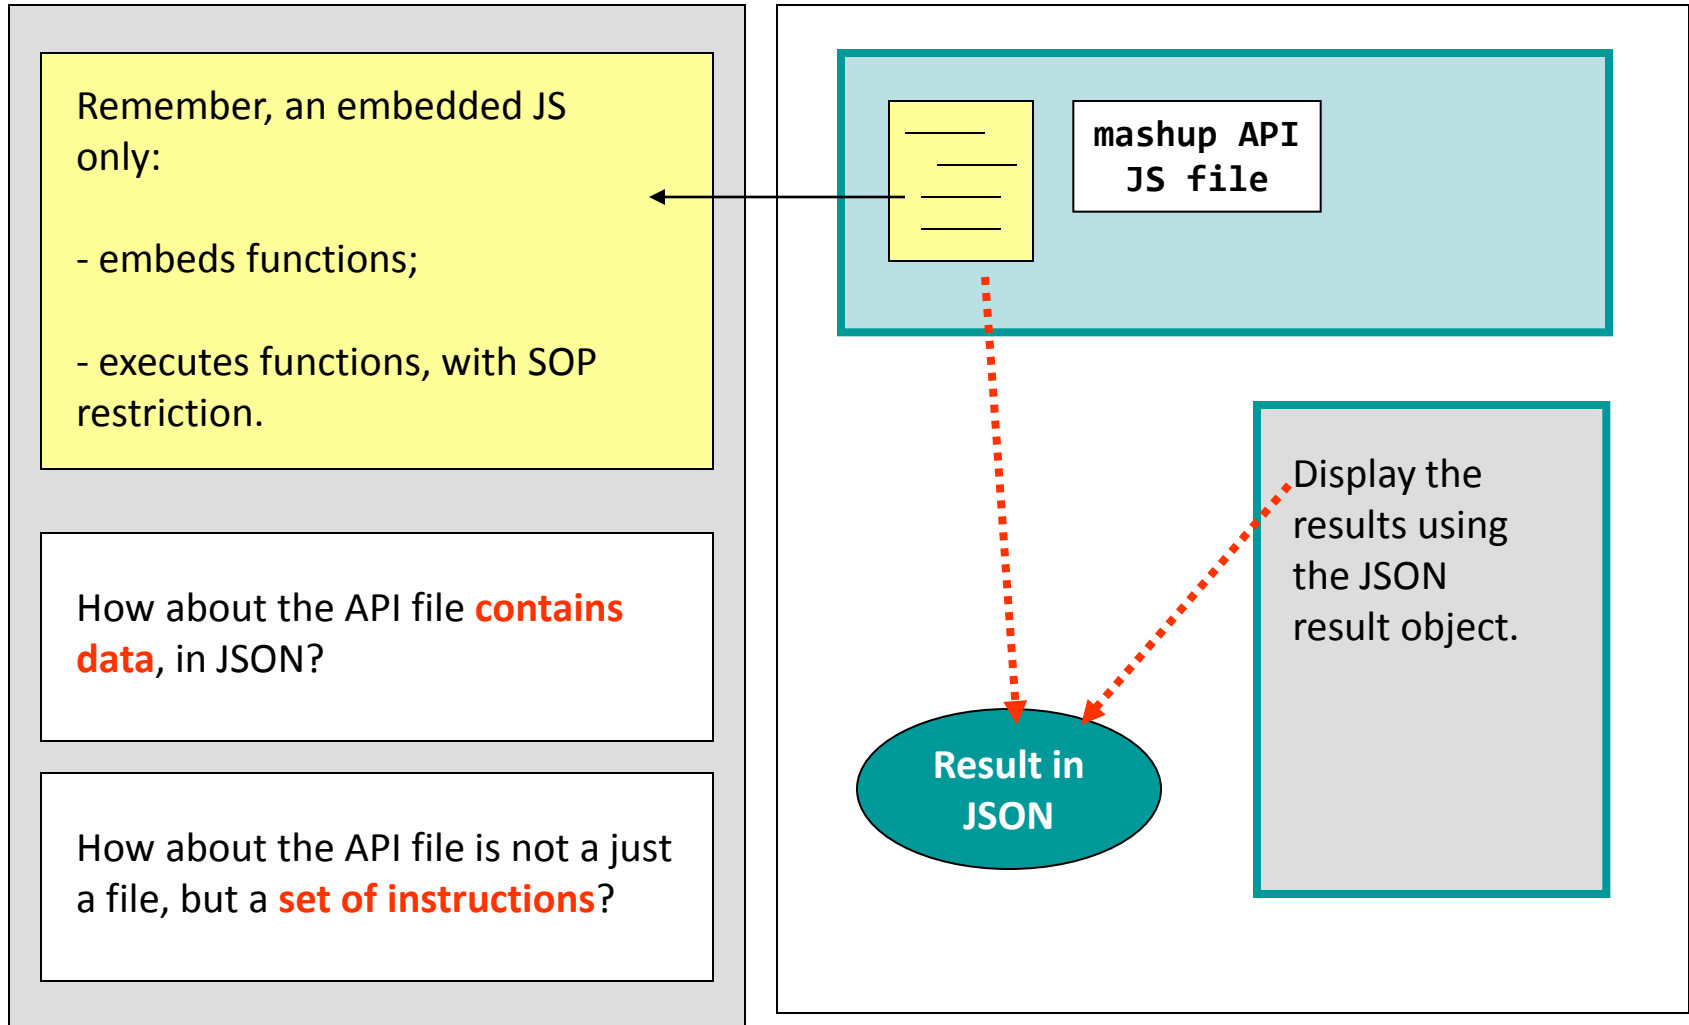 Remember, an embedded JS
only:
- embeds functions;
- executes functions, with SOP
restriction.
How about the API file contains
data, in JSON?
How about the API file is not a just
a file, but a set of instructions?
mashup API
JS file
Display the
results using
the JSON
result object.
Result in
JSON